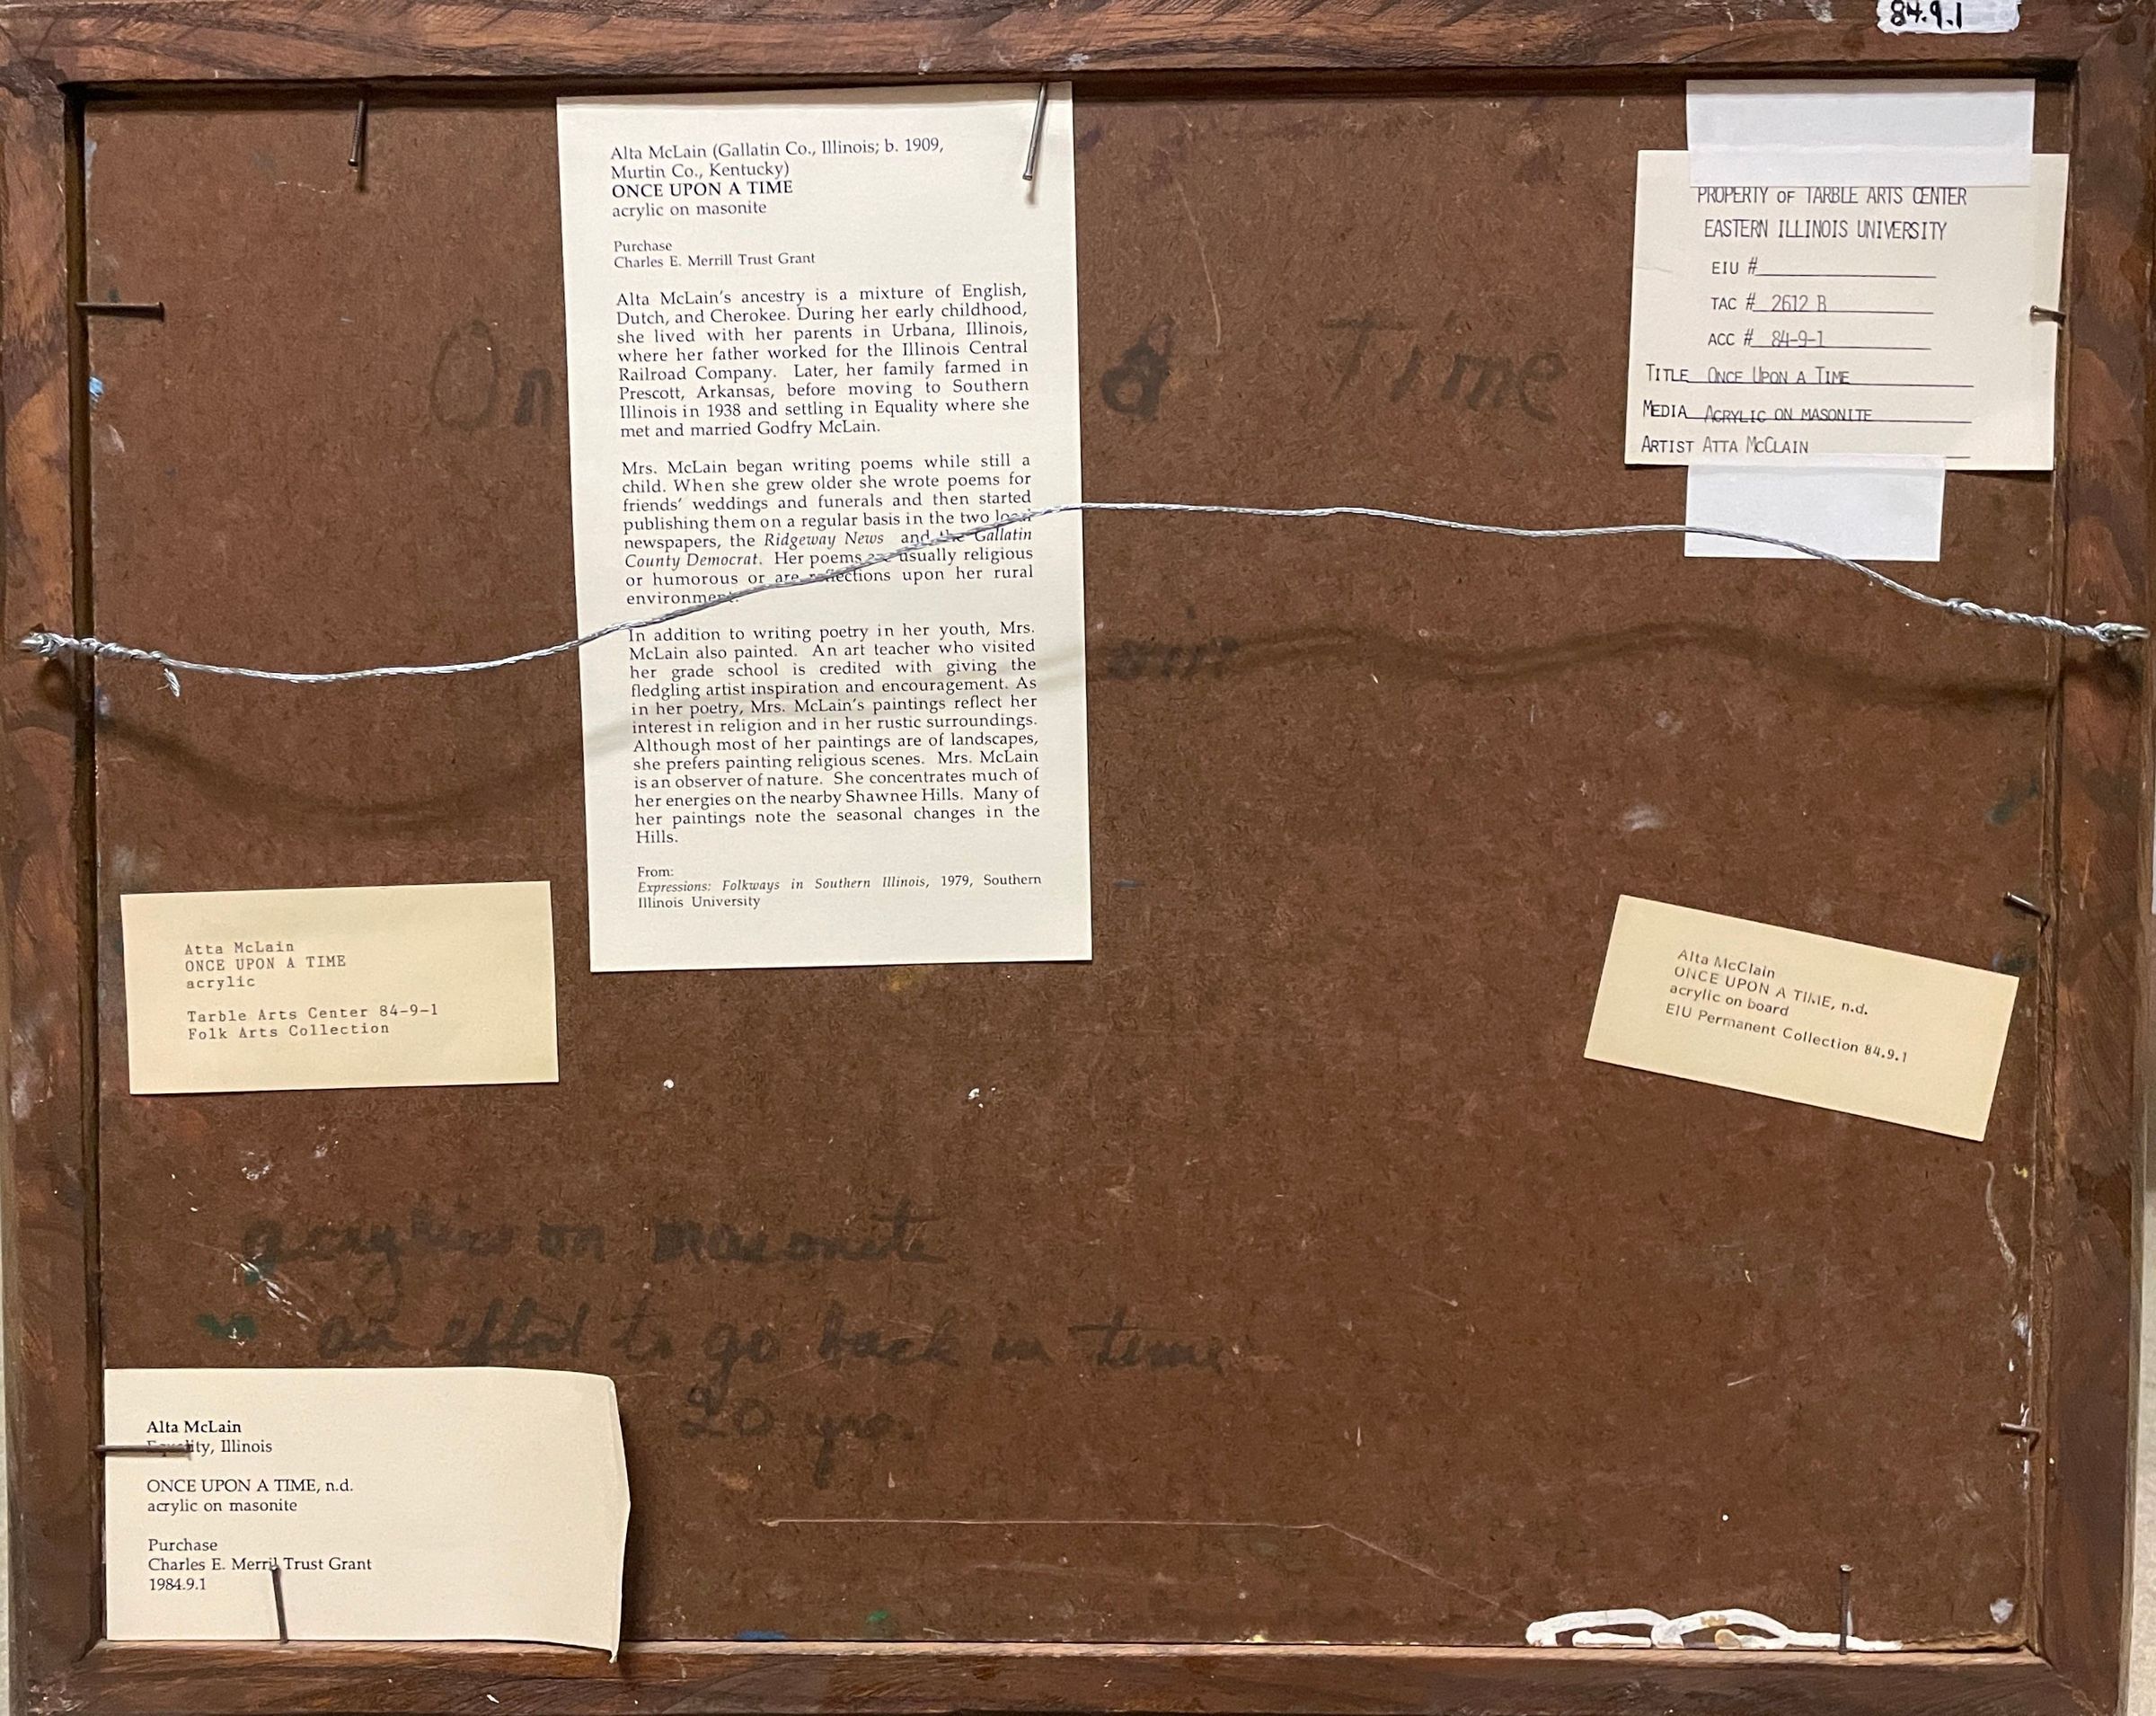 84.9.1
Alta McLain (Gallatin Co., Illinois; b. 1909,
Murtin Co., Kentucky)
ONCE UPON A TIME
acrylic on masonite
Purchase
Charles E. Merrill Trust Grant
Alta McLain's ancestry is a mixture of English,
Dutch, and Cherokee. During her early childhood,
she lived with her parents in Urbana, Illinois,
where her father worked for the Illinois Central
Railroad Company. Later, her family farmed in
Prescott, Arkansas, before moving to Southern
Illinois in 1938 and settling in Equality where she
met and married Godfry McLain.
Mrs. McLain began writing poems while still a
child. When she grew older she wrote poems for
friends' weddings and funerals and then started
publishing them on a regular basis in the two local
newspapers, the Ridgeway News and the Gallatin
County Democrat. Her poems are usually religious
or humorous or are reflections upon her rural
environment.
In addition to writing poetry in her youth, Mrs.
McLain also painted. An art teacher who visited
her grade school is credited with giving the
fledgling artist inspiration and encouragement. As
in her poetry, Mrs. McLain's paintings reflect her
interest in religion and in her rustic surroundings.
Although most of her paintings are of landscapes,
she prefers painting religious scenes. Mrs. McLain
is an observer of nature. She concentrates much of
her energies on the nearby Shawnee Hills. Many of
her paintings note the seasonal changes in the
Hills.
From:
Expressions: Folkways in Southern Illinois, 1979, Southern
Illinois University
PROPERTY OF TARBLE ARTS CENTER
EASTERN ILLINOIS UNIVERSITY
EIU #
TAC # 2612 B
ACC # 84-9-1
TITLE ONCE UPON A TIME
MEDIA ACRYLIC ON MASONITE
ARTIST ATTA MCCLAIN
On a Time
ain
Atta McLain
ONCE UPON A TIME
acrylic
Tarble Arts Center 84-9-1
Folk Arts Collection
Alta McClain
ONCE UPON A TIME, n.d.
acrylic on board
EIU Permanent Collection 84.9.1
on masonite
an effort to go back in time
20 yrs.
Alta McLain
Equality, Illinois
ONCE UPON A TIME, n.d.
acrylic on masonite
Purchase
Charles E. Merril Trust Grant
1984.9.1